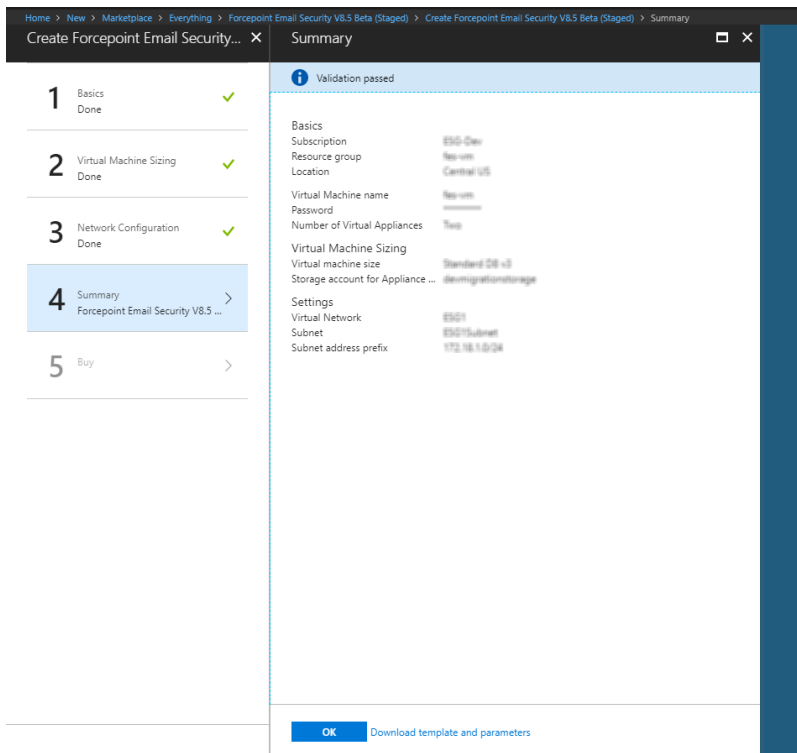 Home > New > Marketplace > Everything > Forcepoint Email Security V8.5 Beta (Staged) > Create Forcepoint Email Security V8.5 Beta (Staged) > Summary
Create Forcepoint Email Security...
Summary
Validation passed
1 Basics
Done
2 Virtual Machine Sizing
Done
3 Network Configuration
Done
4 Summary
Forcepoint Email Security V8.5 ...
5 Buy
Basics
Subscription
Resource group
Location
Virtual Machine name
Password
Number of Virtual Appliances
Virtual Machine Sizing
Virtual machine size
Storage account for Appliance ...
Settings
Virtual Network
Subnet
Subnet address prefix
OK Download template and parameters